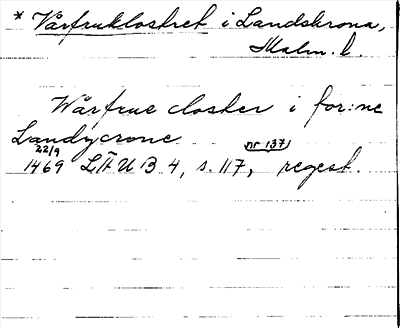 * Vårfruklostret i Landskrona,
Malm. l.
Wårfrue closter i for:ne
Landzcrone
22/9 nr 137
1469 LÄUB 4, s. 117, regest.